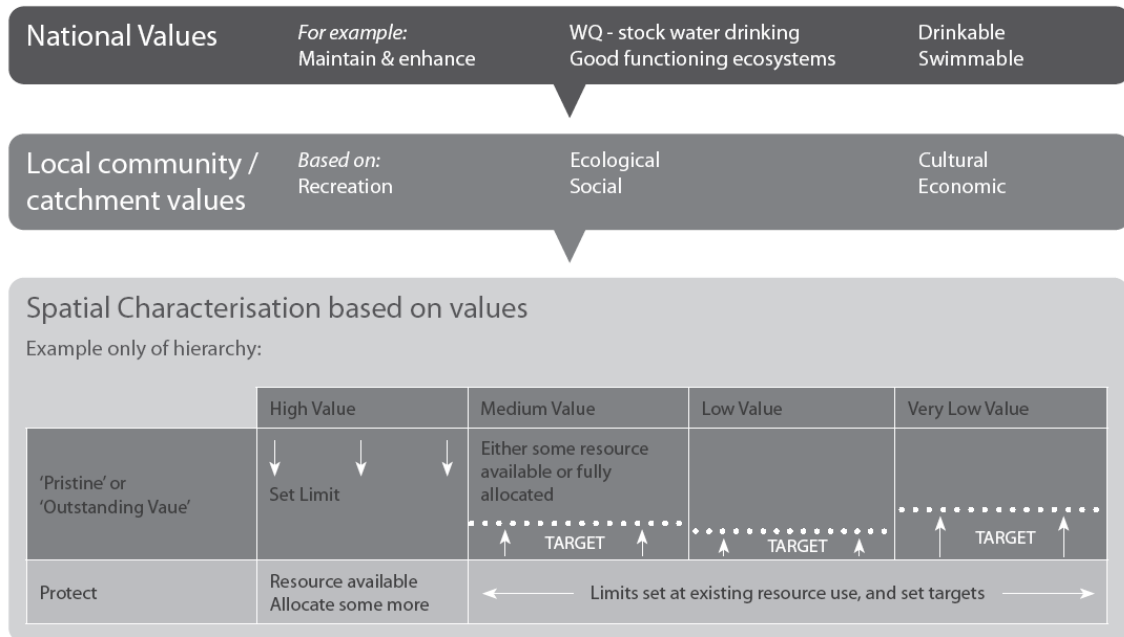 National Values
For example:
Maintain & enhance
WQ - stock water drinking
Good functioning ecosystems
Drinkable
Swimmable
Local community /
catchment values
Based on:
Recreation
Ecological
Social
Cultural
Economic
Spatial Characterisation based on values
Example only of hierarchy:
High Value
Medium Value
Low Value
Very Low Value
'Pristine' or
'Outstanding Vaue'
Set Limit
Either some resource
available or fully
allocated
TARGET
TARGET
TARGET
Protect
Resource available
Allocate some more
Limits set at existing resource use, and set targets